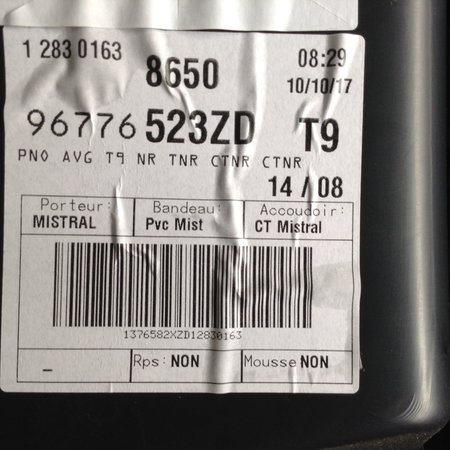 1 283 0163 8650 08:29
10/10/17
96776 523ZD T9
PNO AVG T9 NR TNR CTNR CTNR
14 / 08
Porteur: Bandeau: Accoudoir:
MISTRAL Pvc Mist CT Mistral
1376582XZD12830163
_ Rps: NON Mousse NON